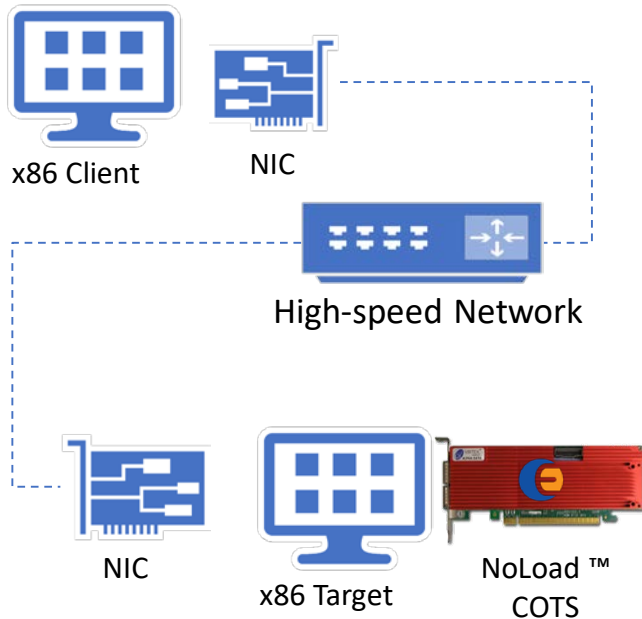 x86 Client
NIC
High-speed Network
NIC
x86 Target
NoLoad ™
COTS